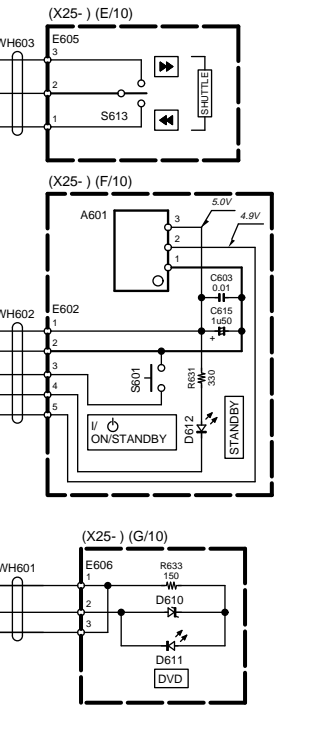 (X25- ) (E/10)
WH603
E605
3
2
1
S613
SHUTTLE
(X25- ) (F/10)
5.0V
4.9V
A601
3
2
1
C603
0.01
C615
1u50
+
WH602
E602
1
2
3
4
5
S601
R631
330
D612
I/
ON/STANDBY
STANDBY
(X25- ) (G/10)
WH601
E606
1
2
3
R633
150
D610
D611
DVD